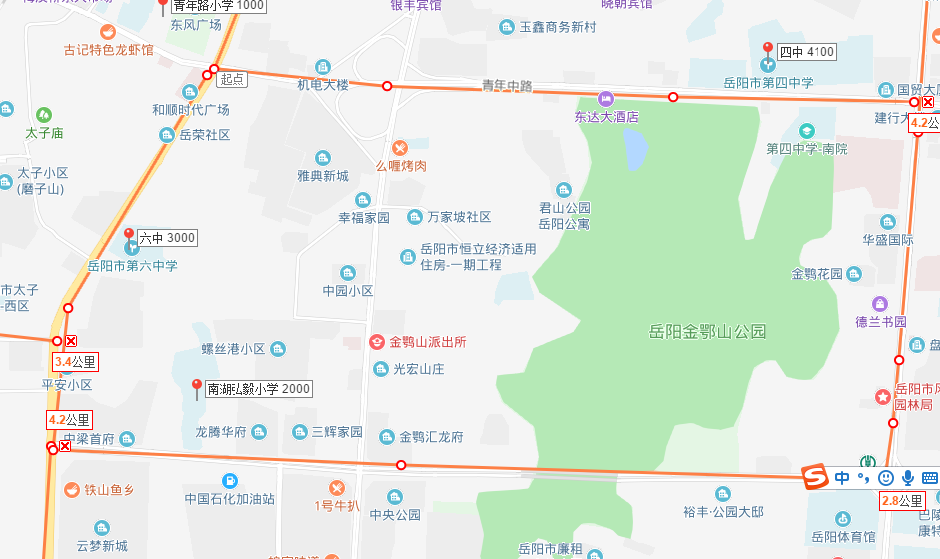 银丰宾馆
晓朝宾馆
青年路小学 1000
东风广场
玉鑫商务新村
古记特色龙虾馆
四中 4100
起点
机电大楼
青年中路
岳阳市第四中学
国贸大厦
和顺时代广场
东达大酒店
建行大
4.2公
太子庙
岳荣社区
第四中学-南院
么喱烤肉
太子小区
(磨子山)
雅典新城
幸福家园
万家坡社区
君山公园
岳阳公寓
六中 3000
华盛国际
岳阳市第六中学
岳阳市恒立经济适用
住房-一期工程
金鹗花园
市太子
-西区
中园小区
德兰书园
岳阳金鄂山公园
螺丝港小区
金鹗山派出所
盘
3.4公里
平安小区
光宏山庄
南湖弘毅小学 2000
岳阳市风
园林局
4.2公里
中梁首府
龙腾华府
三辉家园
金鹗汇龙府
中
铁山鱼乡
中国石化加油站
1号牛扒
中央公园
裕丰·公园大邸
2.8公里
巴陵
康特
岳阳体育馆
云梦新城
岳阳市廉租